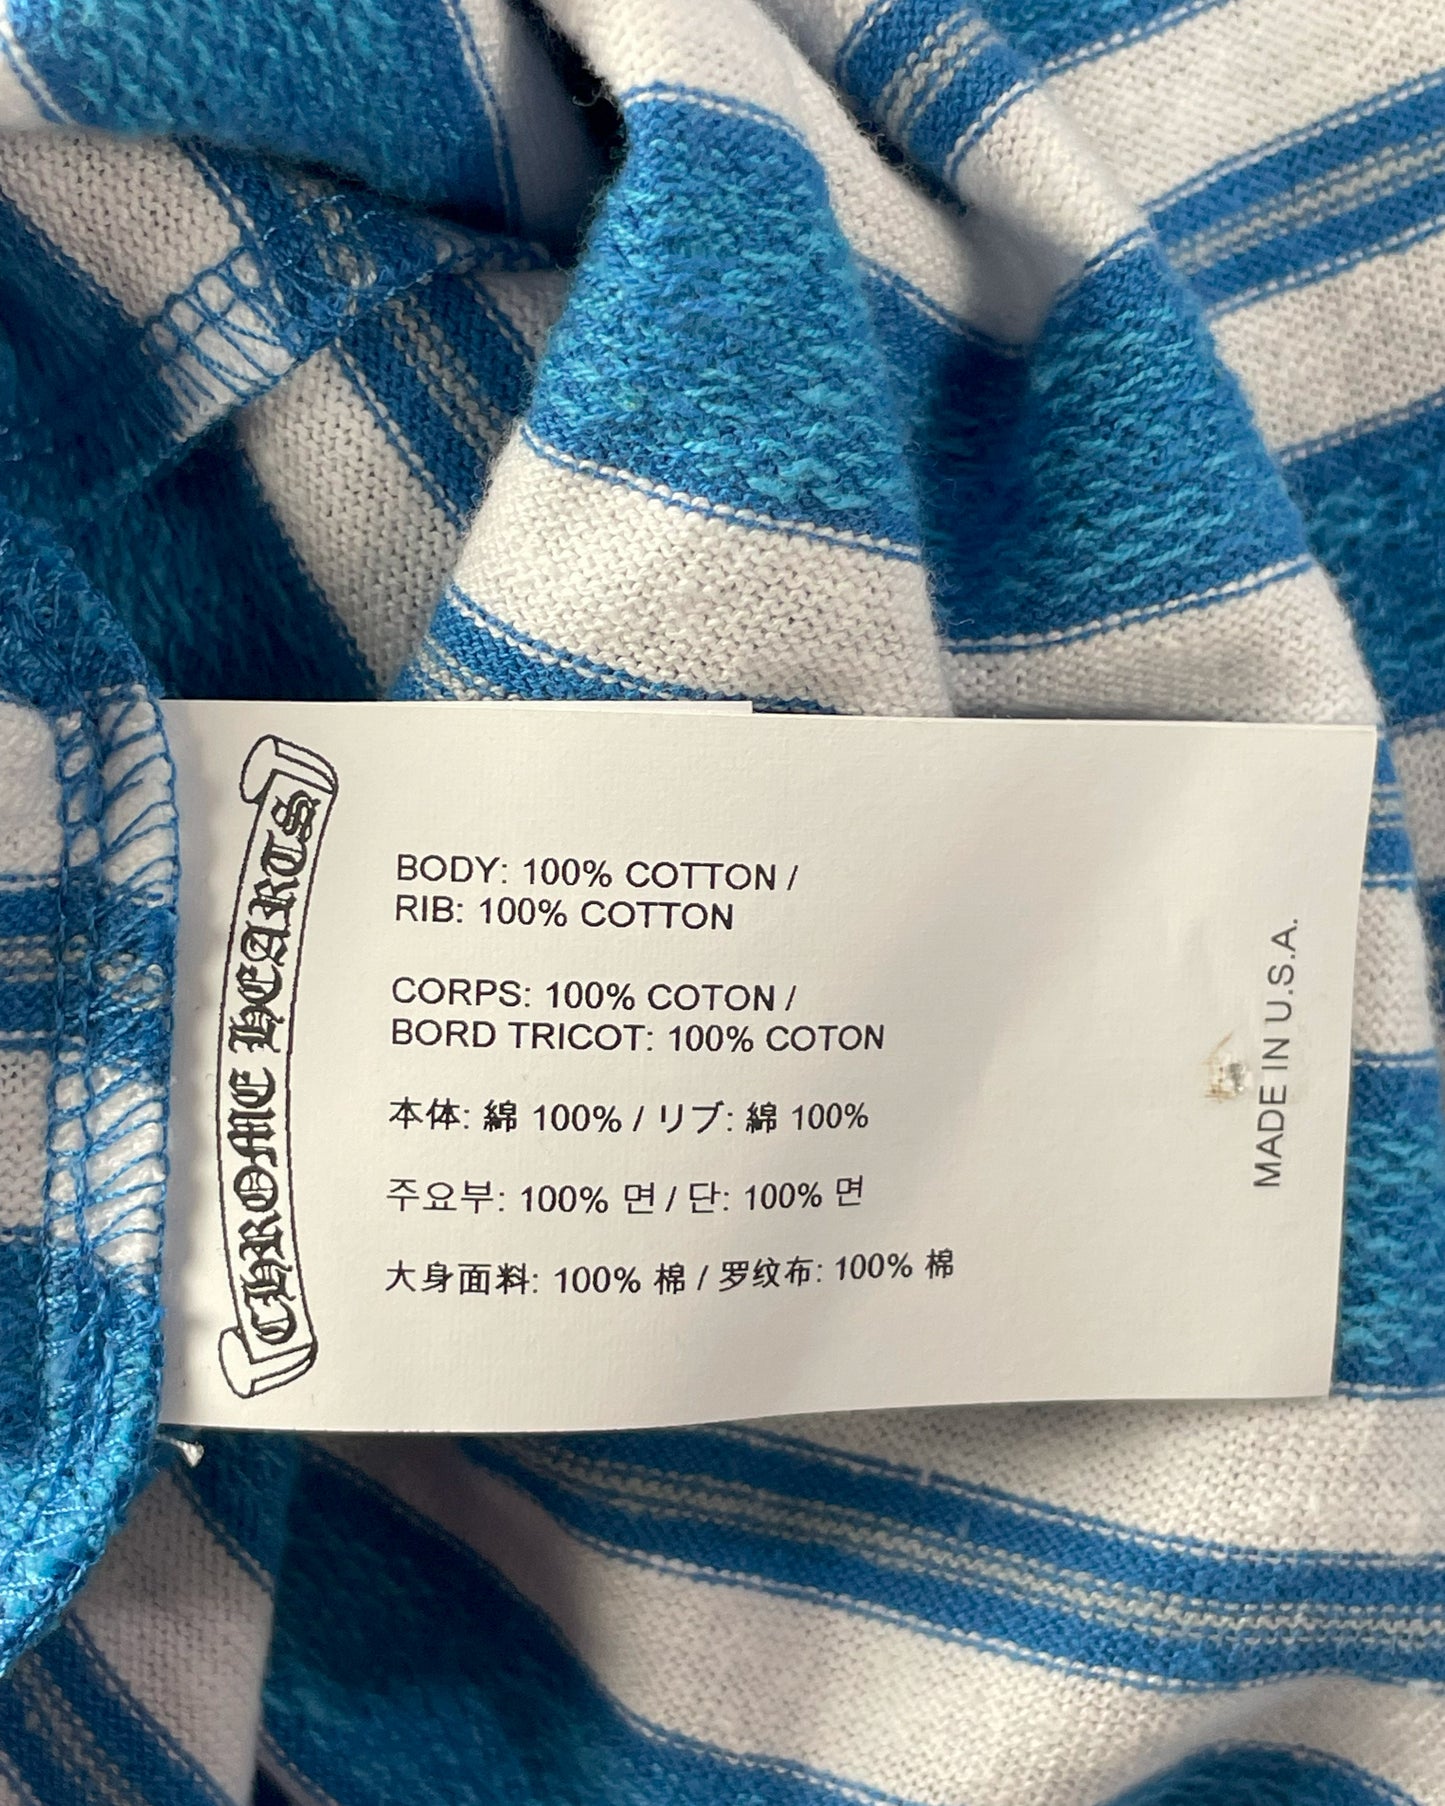 CHROME HEARTS
BODY: 100% COTTON /
RIB: 100% COTTON
CORPS: 100% COTON /
BORD TRICOT: 100% COTON
本体: 綿 100% / リブ: 綿 100%
주요부: 100% 면 / 단: 100% 면
大身面料: 100% 棉 / 罗纹布: 100% 棉
MADE IN U.S.A.